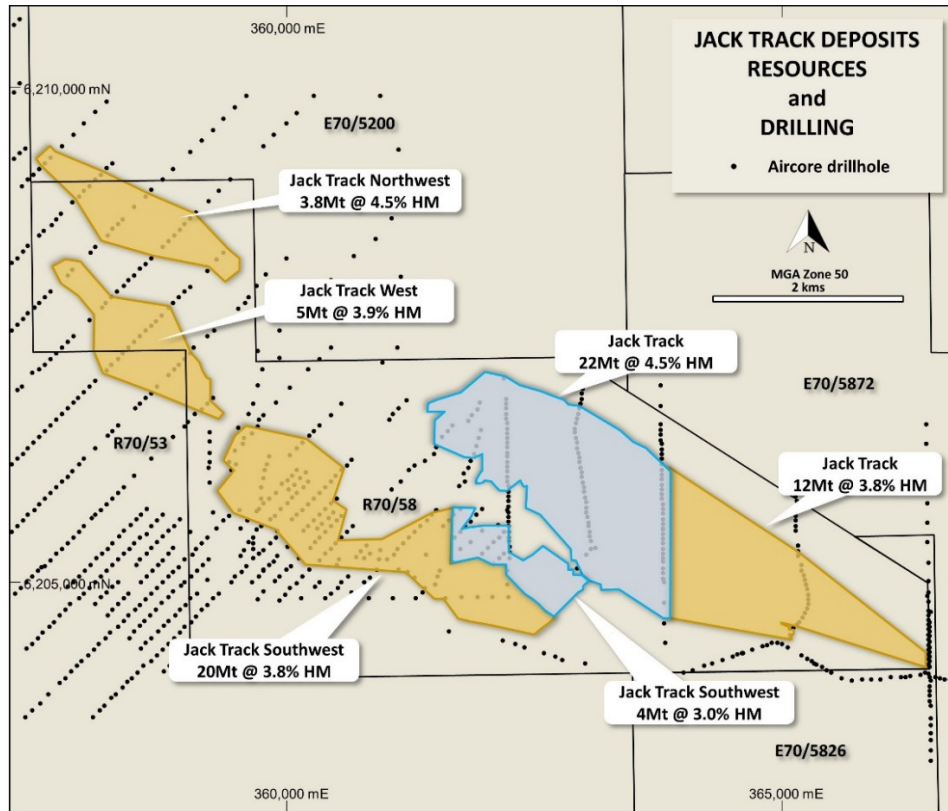 360,000 mE
JACK TRACK DEPOSITS
RESOURCES
and
DRILLING
Aircore drillhole
6,210,000 mN
E70/5200
Jack Track Northwest
3.8Mt @ 4.5% HM
N
MGA Zone 50
2 kms
Jack Track West
5Mt @ 3.9% HM
Jack Track
22Mt @ 4.5% HM
E70/5872
R70/53
Jack Track
12Mt @ 3.8% HM
R70/58
6,205,000 mN
Jack Track Southwest
20Mt @ 3.8% HM
Jack Track Southwest
4Mt @ 3.0% HM
E70/5826
360,000 mE
365,000 mE